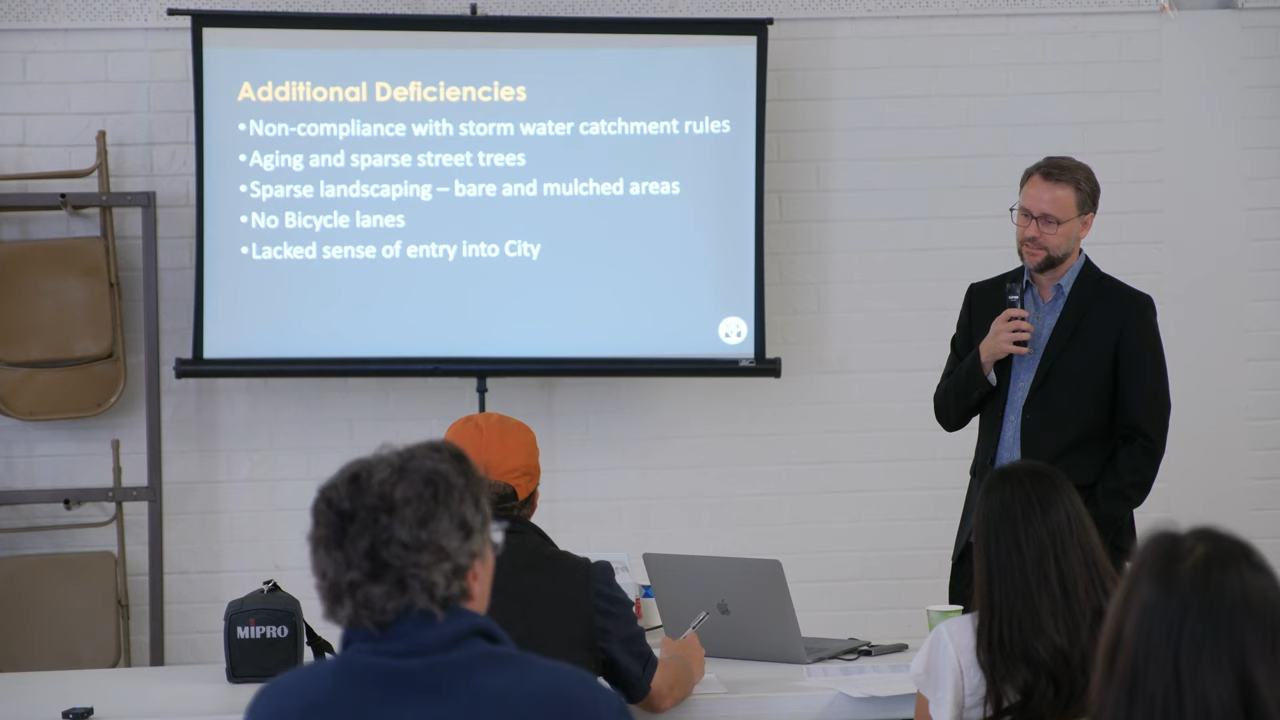 Additional Deficiencies
•Non-compliance with storm water catchment rules
•Aging and sparse street trees
•Sparse landscaping – bare and mulched areas
•No Bicycle lanes
•Lacked sense of entry into City
MIPRO